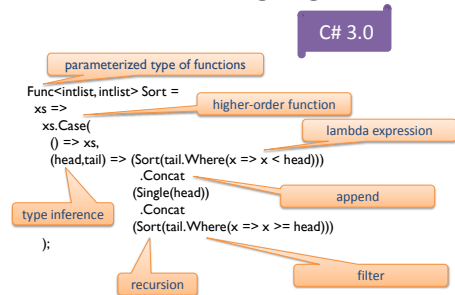 C# 3.0
parameterized type of functions
Func<intlist, intlist> Sort =
xs =>
higher-order function
xs.Case(
lambda expression
() => xs,
(head,tail) => (Sort(tail.Where(x => x < head)))
.Concat
append
(Single(head))
type inference
.Concat
(Sort(tail.Where(x => x >= head)))
);
recursion
filter